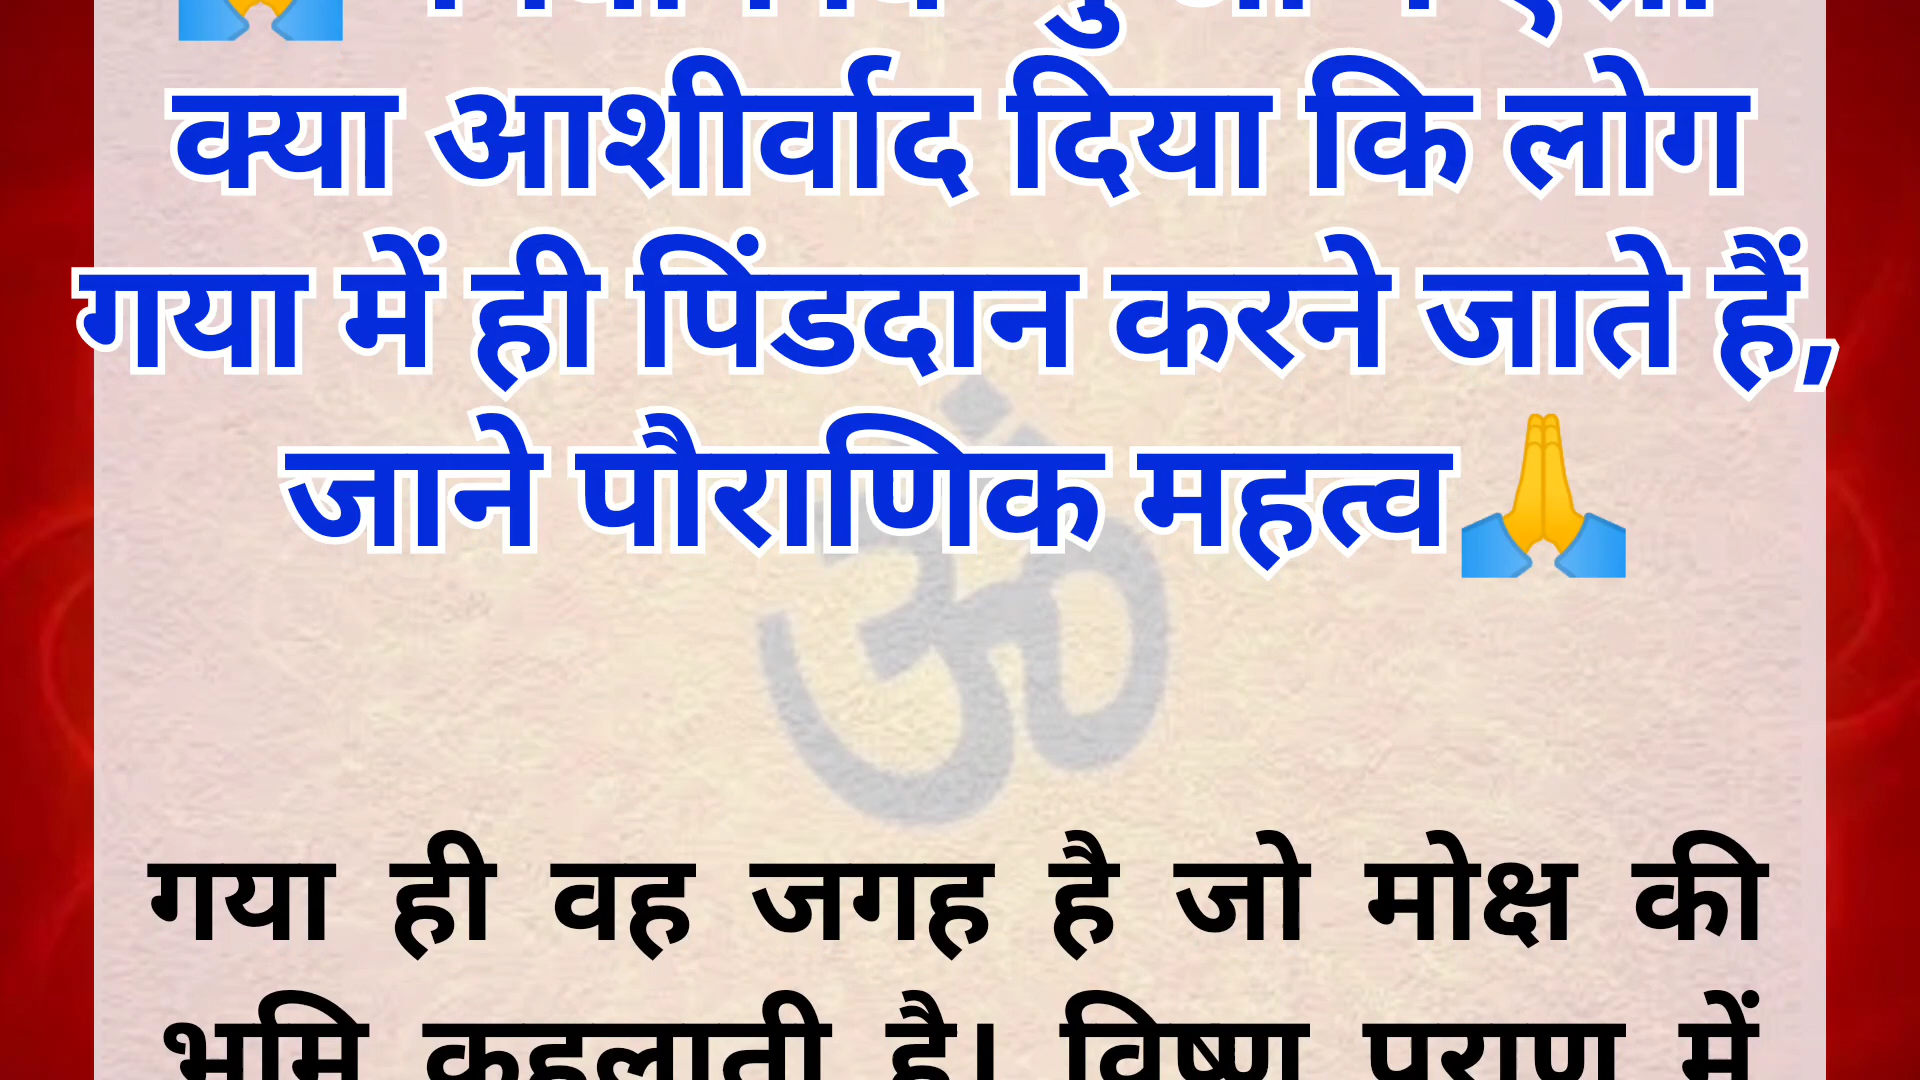 क्या आशीर्वाद दिया कि लोग
गया में ही पिंडदान करने जाते हैं,
जाने पौराणिक महत्व🙏
गया ही वह जगह है जो मोक्ष की
भूमि कहलाती है। विष्णु पुराण में